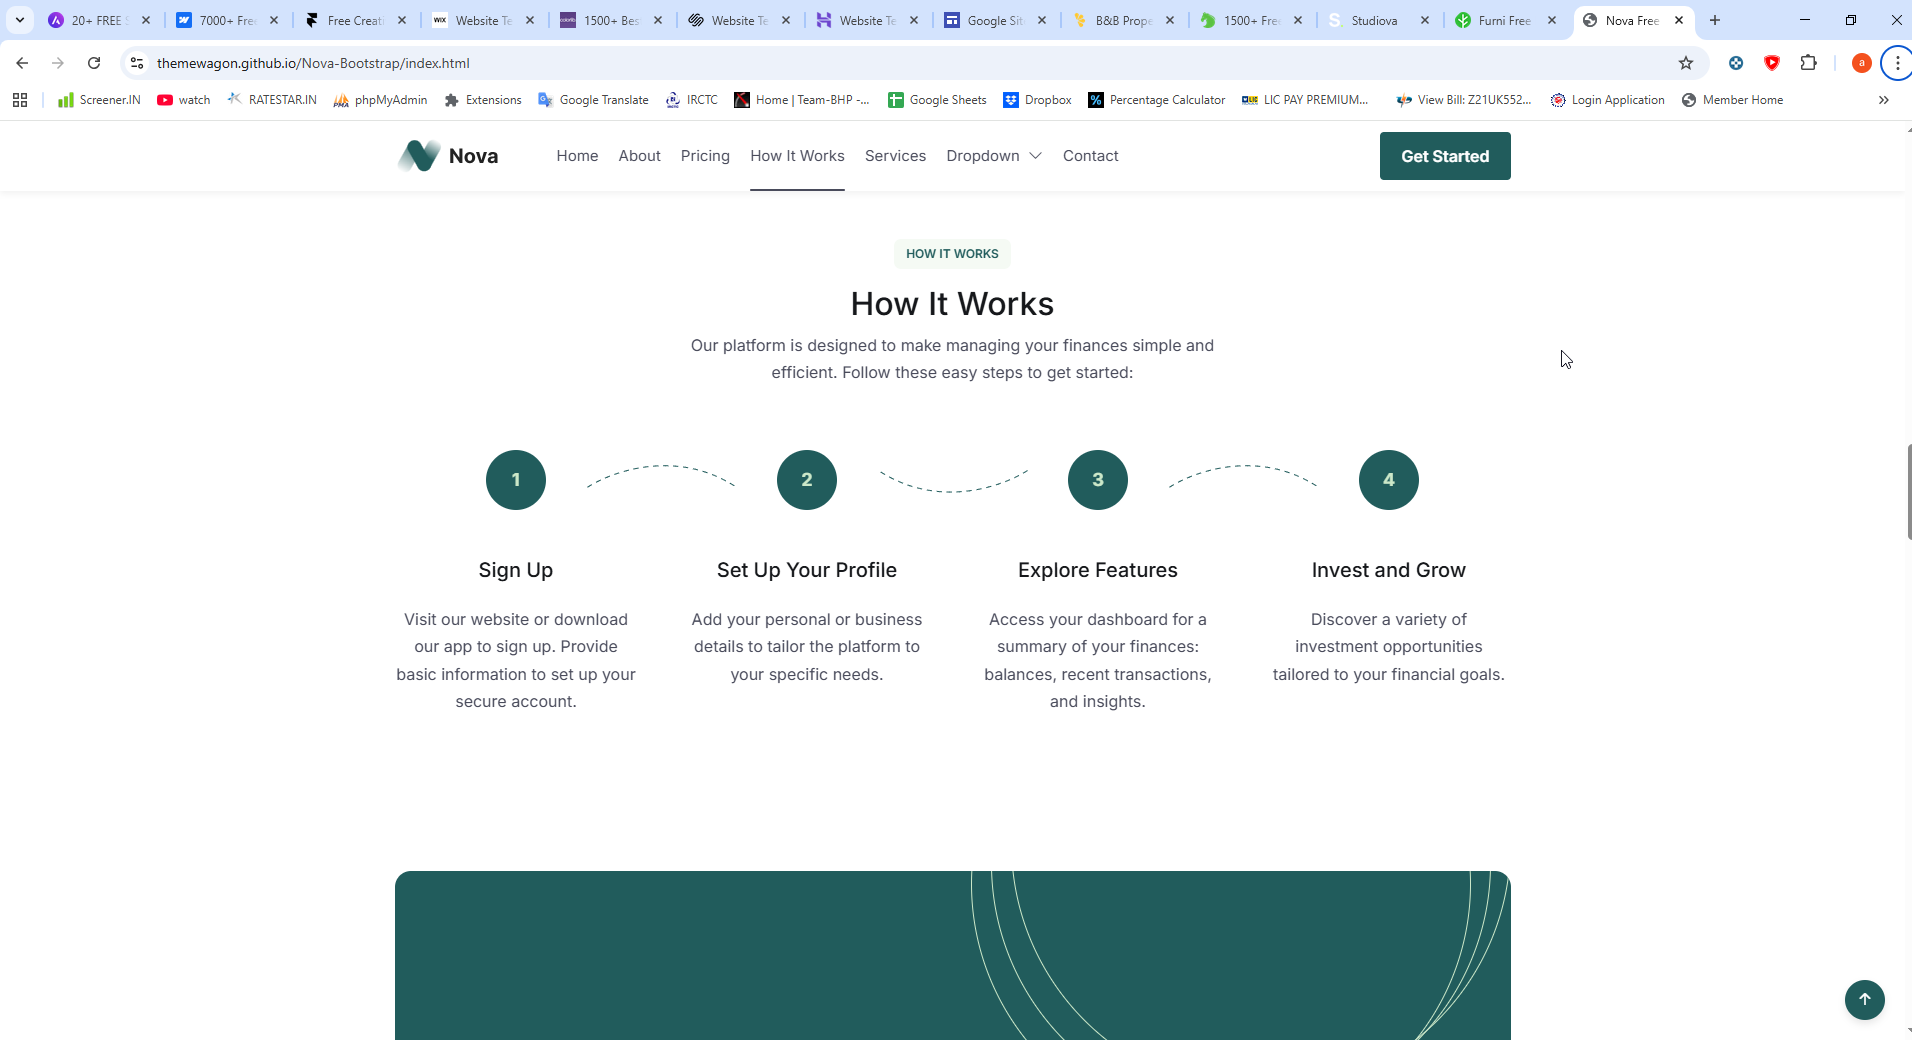 20+ FREE S
7000+ Free
Free Creati
WIX Website Te
colorlib 1500+ Bes
Website Te
Website Te
Google Sit
B&B Prope
1500+ Free
S Studiova
Furni Free
Nova Free
themewagon.github.io/Nova-Bootstrap/index.html
a
Screener.IN
watch
RATESTAR.IN
PMA phpMyAdmin
Extensions
Google Translate
IRCTC
Home | Team-BHP -...
Google Sheets
Dropbox
% Percentage Calculator
LIC PAY PREMIUM...
View Bill: Z21UK552...
Login Application
Member Home
Nova
Home
About
Pricing
How It Works
Services
Dropdown
Contact
Get Started
HOW IT WORKS
How It Works
Our platform is designed to make managing your finances simple and
efficient. Follow these easy steps to get started:
1
2
3
4
Sign Up
Visit our website or download
our app to sign up. Provide
basic information to set up your
secure account.
Set Up Your Profile
Add your personal or business
details to tailor the platform to
your specific needs.
Explore Features
Access your dashboard for a
summary of your finances:
balances, recent transactions,
and insights.
Invest and Grow
Discover a variety of
investment opportunities
tailored to your financial goals.